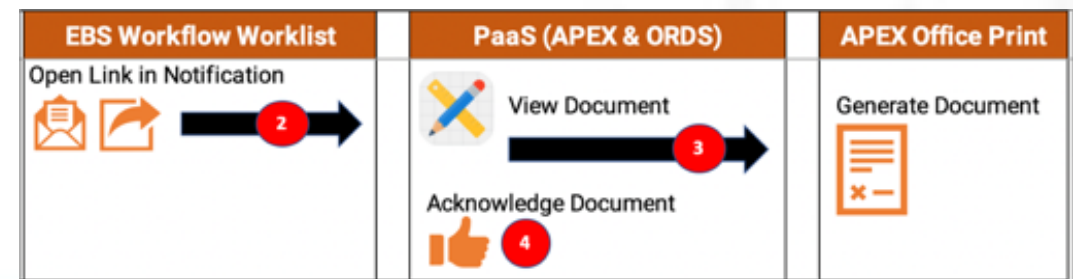 EBS Workflow Worklist
PaaS (APEX & ORDS)
APEX Office Print
Open Link in Notification
2
View Document
3
Acknowledge Document
4
Generate Document